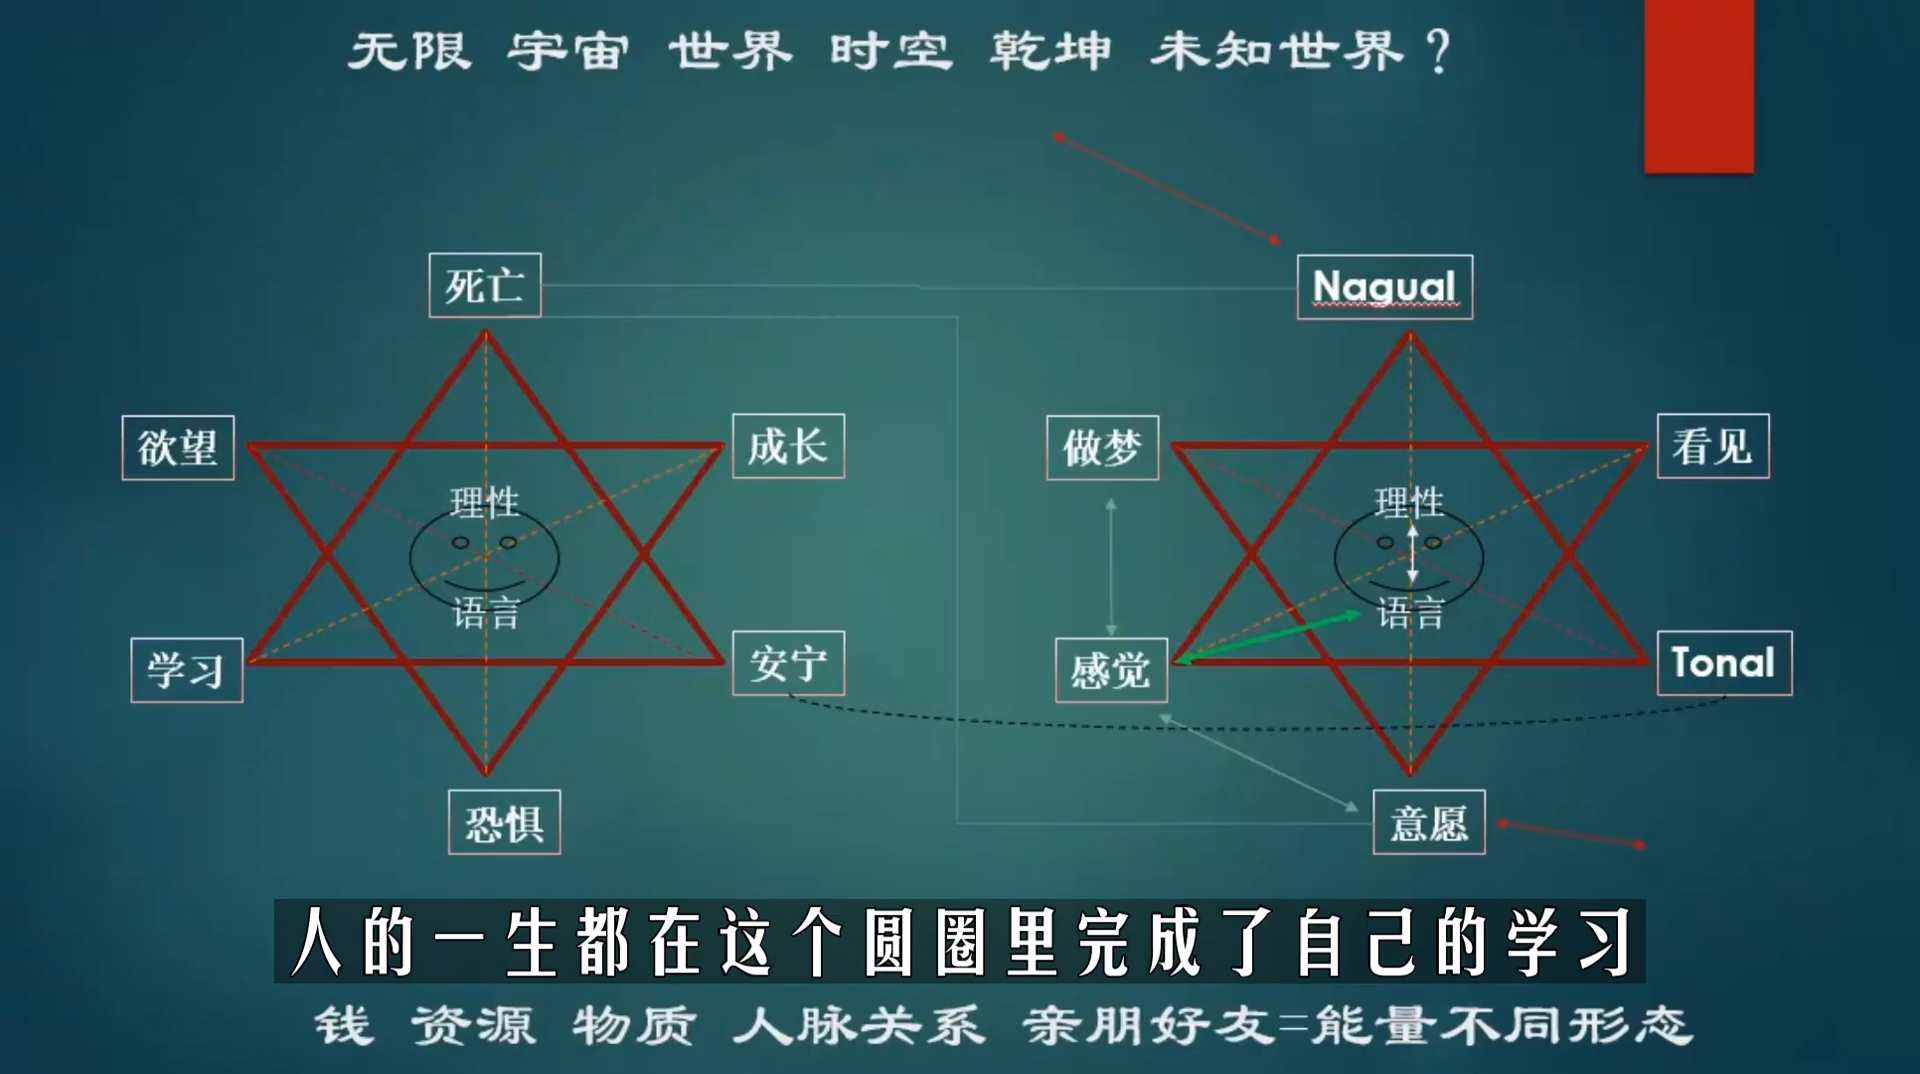 无限 宇宙 世界 时空 乾坤 未知世界？
死亡
Nagual
欲望
成长
做梦
看见
理性
理性
语言
语言
学习
安宁
感觉
Tonal
恐惧
意愿
人的一生都在这个圆圈里完成了自己的学习
钱 资源 物质 人脉关系 亲朋好友=能量不同形态